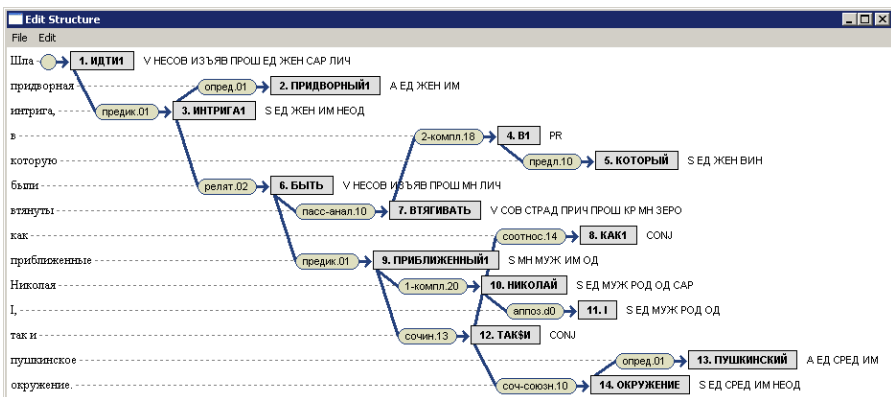 Edit Structure
File Edit
Шла 1. ИДТИ1 V НЕСОВ ИЗЪЯВ ПРОШ ЕД ЖЕН САР ЛИЧ
придворная опред.01 2. ПРИДВОРНЫЙ1 A ЕД ЖЕН ИМ
интрига, предик.01 3. ИНТРИГА1 S ЕД ЖЕН ИМ НЕОД
в 2-компл.18 4. В1 PR
которую предл.10 5. КОТОРЫЙ S ЕД ЖЕН ВИН
были релят.02 6. БЫТЬ V НЕСОВ ИЗЪЯВ ПРОШ МН ЛИЧ
втянуты пасс-анал.10 7. ВТЯГИВАТЬ V СОВ СТРАД ПРИЧ ПРОШ КР МН ЗЕРО
как соотнос.14 8. КАК1 CONJ
приближенные предик.01 9. ПРИБЛИЖЕННЫЙ1 S МН МУЖ ИМ ОД
Николая 1-компл.20 10. НИКОЛАЙ S ЕД МУЖ РОД ОД САР
I, аппоз.d0 11. I S ЕД МУЖ РОД ОД
так и сочин.13 12. ТАК$И CONJ
пушкинское опред.01 13. ПУШКИНСКИЙ A ЕД СРЕД ИМ
окружение. соч-союзн.10 14. ОКРУЖЕНИЕ S ЕД СРЕД ИМ НЕОД